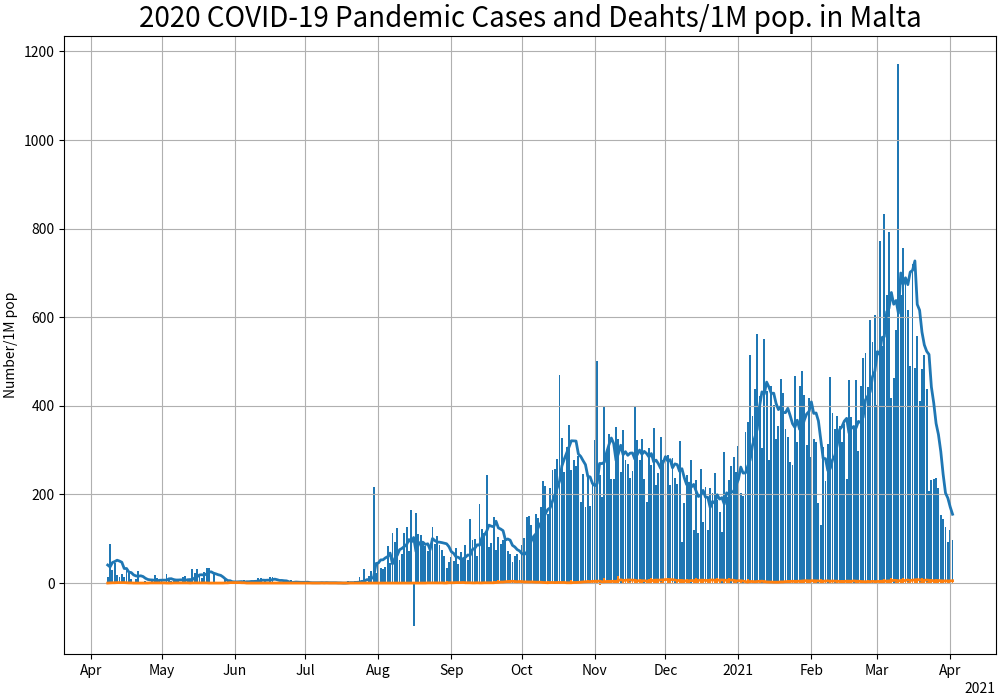 2020 COVID-19 Pandemic Cases and Deahts/1M pop. in Malta
Number/1M pop
1200
1000
800
600
400
200
0
Apr May Jun Jul Aug Sep Oct Nov Dec 2021 Feb Mar Apr
2021